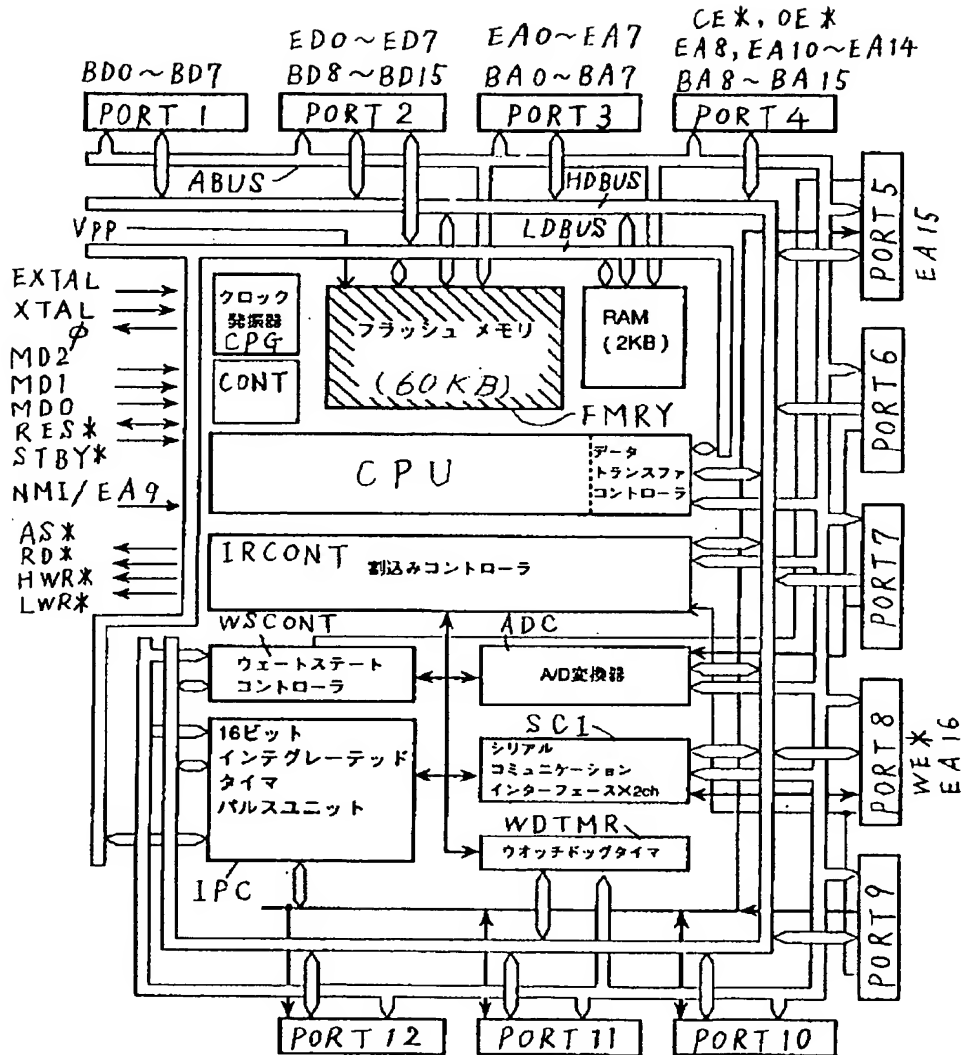 CE*, OE*
ED0～ED7
EA0～EA7
EA8, EA10～EA14
BD0～BD7
BD8～BD15
BA0～BA7
BA8～BA15
PORT 1
PORT 2
PORT 3
PORT 4
ABUS
HDBUS
PORT 5
EA15
Vpp
LDBUS
EXTAL
XTAL
φ
MD2
MD1
MD0
RES*
STBY*
NMI/EA9
AS*
RD*
HWR*
LWR*
クロック
発振器
CPG
CONT
フラッシュ メモリ
(60KB)
FMRY
RAM
(2KB)
PORT 6
CPU
データ
トランスファ
コントローラ
PORT 7
IRCONT
割込みコントローラ
WSCONT
ウェートステート
コントローラ
ADC
A/D変換器
PORT 8
WE*
EA16
16ビット
インテグレーテッド
タイマ
パルスユニット
IPC
SCI
シリアル
コミュニケーション
インターフェース×2ch
WDTMR
ウオッチドッグタイマ
PORT 9
PORT 12
PORT 11
PORT 10